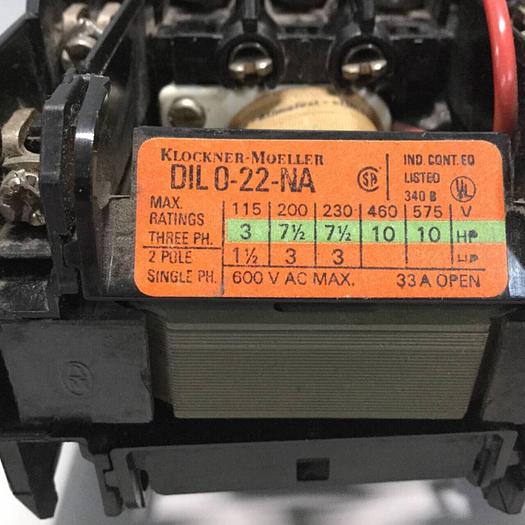 KLOCKNER-MOELLER
DIL 0-22-NA
SA
IND. CONT. EQ
LISTED
340 B
UL
MAX. 115 200 230 460 575 V
RATINGS
THREE PH. 3 7½ 7½ 10 10 HP
2 POLE 1½ 3 3 HP
SINGLE PH. 600 V AC MAX. 33 A OPEN